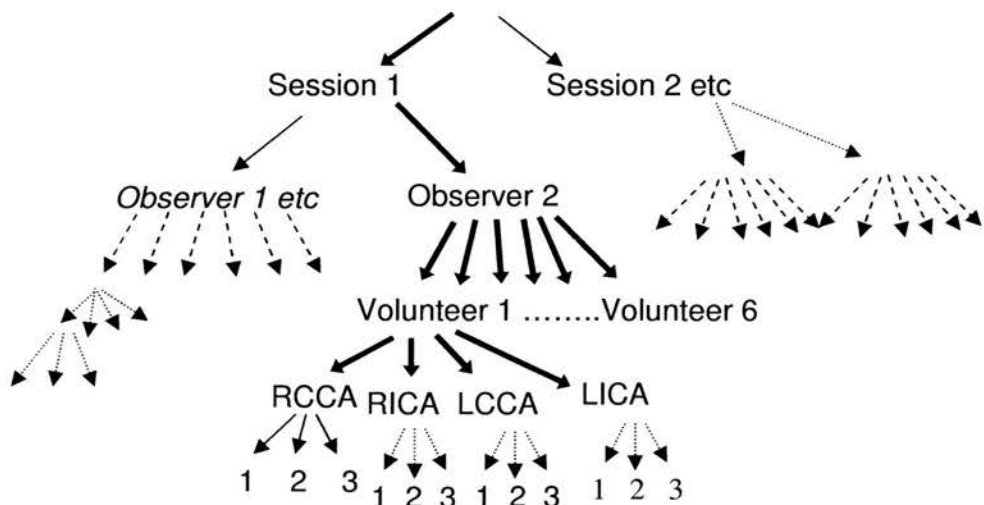 Session 1 Session 2 etc
Observer 1 etc Observer 2
Volunteer 1 ........Volunteer 6
RCCA RICA LCCA LICA
1 2 3 1 2 3 1 2 3 1 2 3